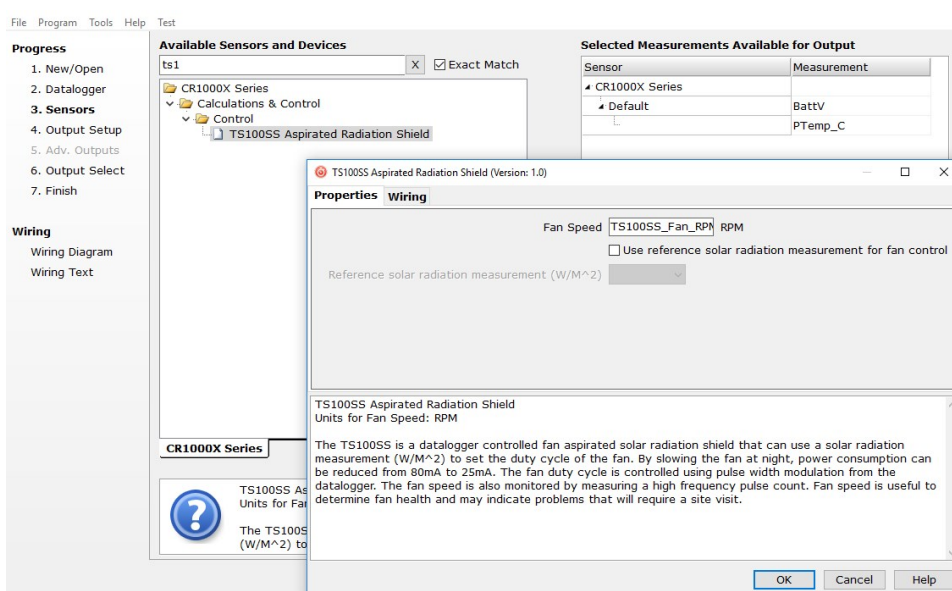 File Program Tools Help Test
Progress
1. New/Open
2. Datalogger
3. Sensors
4. Output Setup
5. Adv. Outputs
6. Output Select
7. Finish
Wiring
Wiring Diagram
Wiring Text
Available Sensors and Devices
ts1 X Exact Match
CR1000X Series
Calculations & Control
Control
TS100SS Aspirated Radiation Shield
CR1000X Series
TS100SS As
Units for Fan
The TS100S
(W/M^2) to
Selected Measurements Available for Output
Sensor Measurement
CR1000X Series
Default BattV
PTemp_C
TS100SS Aspirated Radiation Shield (Version: 1.0)
Properties Wiring
Fan Speed TS100SS_Fan_RPM RPM
Use reference solar radiation measurement for fan control
Reference solar radiation measurement (W/M^2)
TS100SS Aspirated Radiation Shield
Units for Fan Speed: RPM
The TS100SS is a datalogger controlled fan aspirated solar radiation shield that can use a solar radiation
measurement (W/M^2) to set the duty cycle of the fan. By slowing the fan at night, power consumption can
be reduced from 80mA to 25mA. The fan duty cycle is controlled using pulse width modulation from the
datalogger. The fan speed is also monitored by measuring a high frequency pulse count. Fan speed is useful to
determine fan health and may indicate problems that will require a site visit.
OK Cancel Help